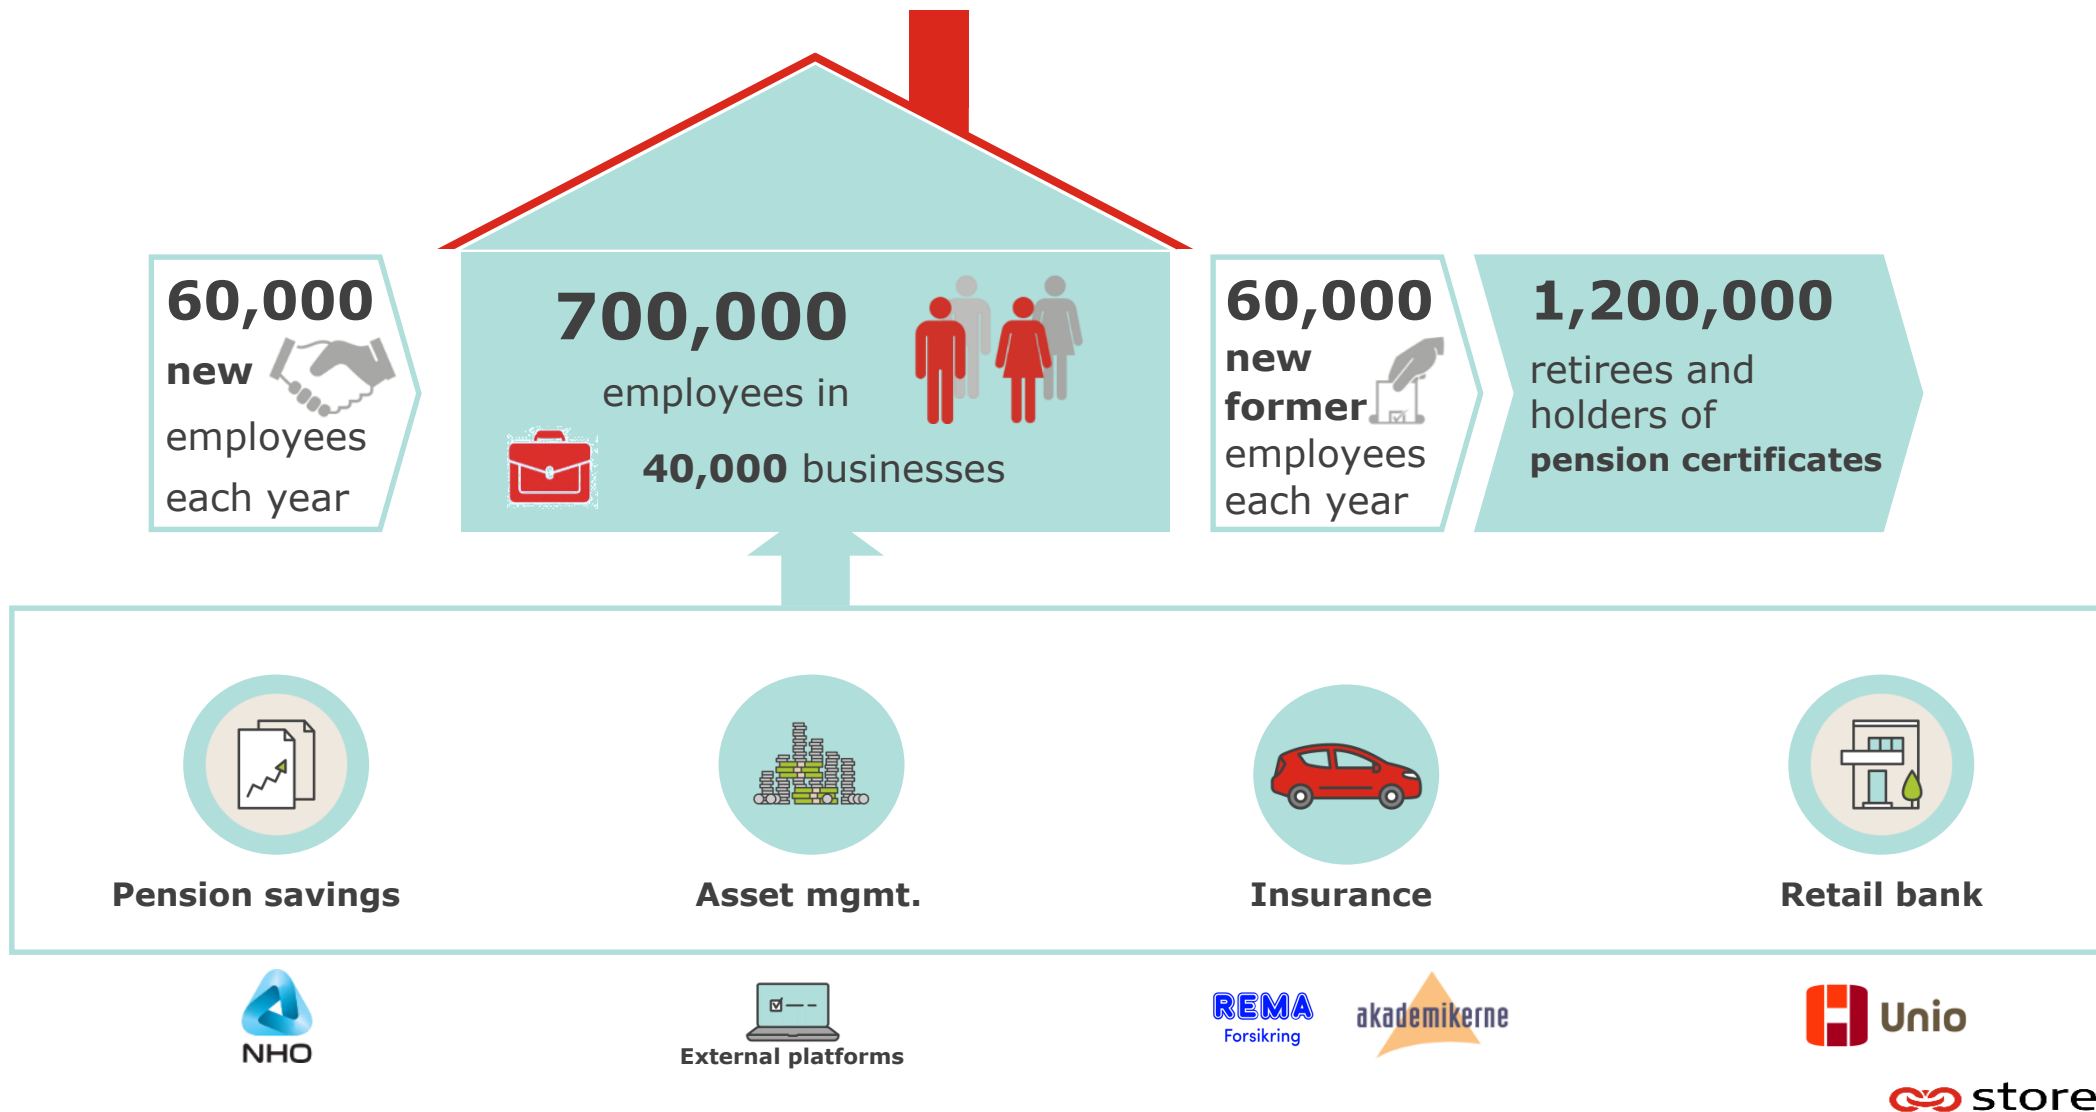 60,000
new
employees
each year
700,000
employees in
40,000 businesses
60,000
new
former
employees
each year
1,200,000
retirees and
holders of
pension certificates
Pension savings
Asset mgmt.
Insurance
Retail bank
NHO
External platforms
REMA
Forsikring
akademikerne
Unio
store